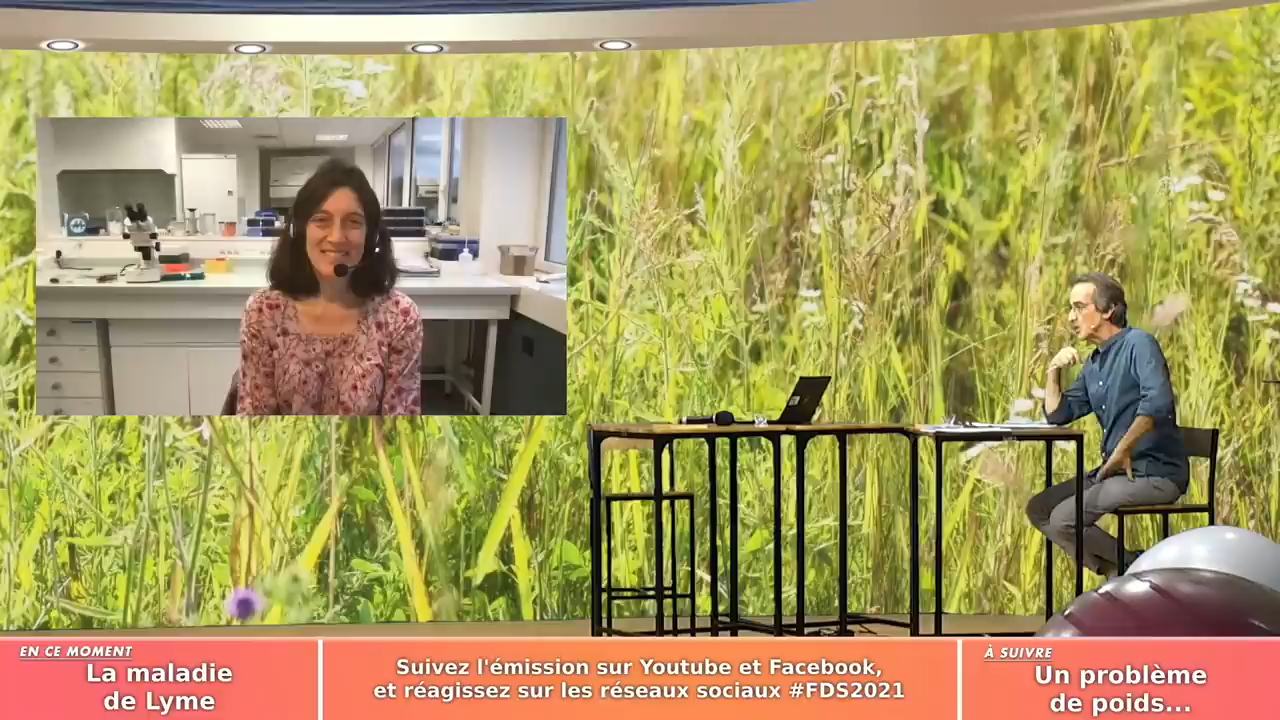 EN CE MOMENT
La maladie
de Lyme
Suivez l'émission sur Youtube et Facebook,
et réagissez sur les réseaux sociaux #FDS2021
À SUIVRE
Un problème
de poids...